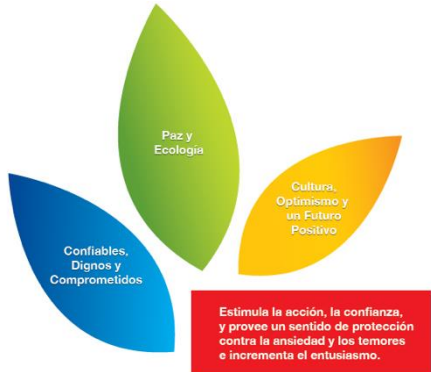 Paz y
Ecología
Cultura,
Optimismo y
un Futuro
Positivo
Confiables,
Dignos y
Comprometidos
Estimula la acción, la confianza,
y provee un sentido de protección
contra la ansiedad y los temores
e incrementa el entusiasmo.